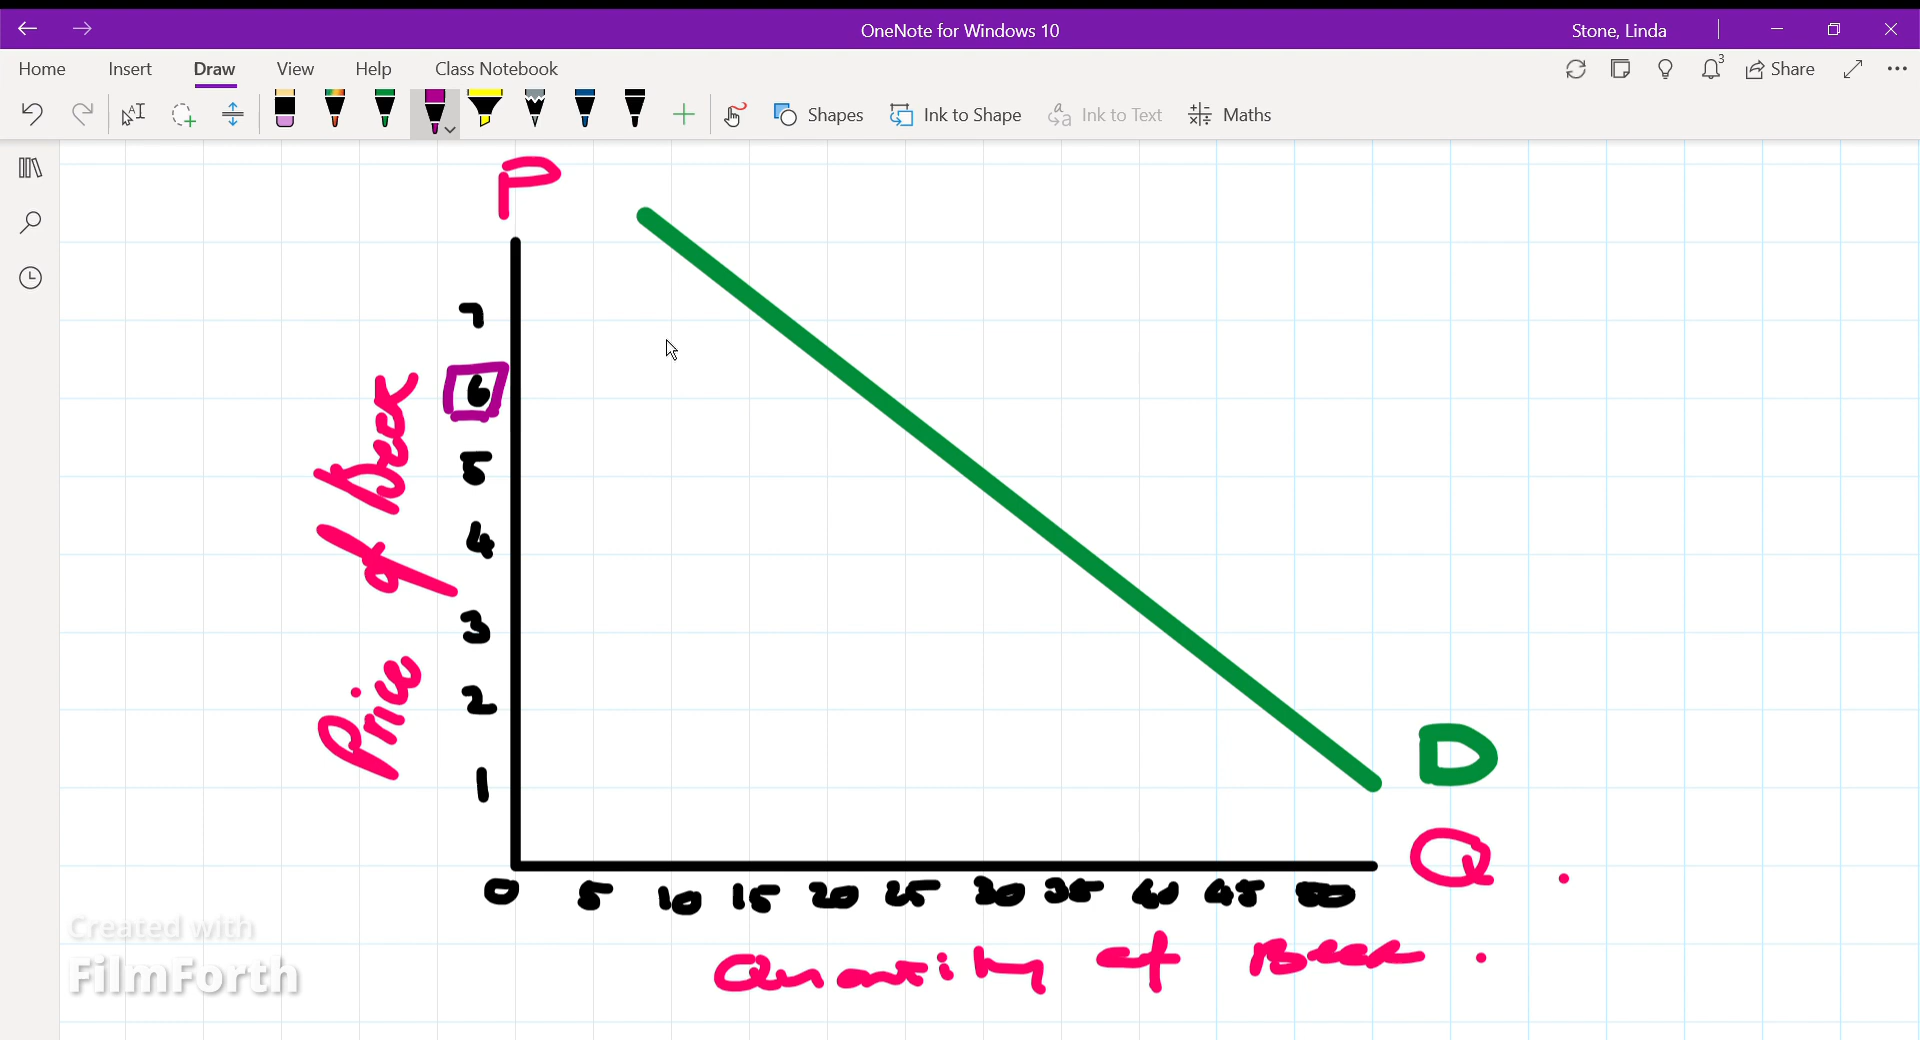 OneNote for Windows 10
Stone, Linda
Home Insert Draw View Help Class Notebook
3 Share
Shapes Ink to Shape Ink to Text Maths
P
7
6
5
4
3
2
1
Price of Beer
D
Q .
0 5 10 15 20 25 30 35 40 45 50
Quantity of Beer .
Created with
FilmForth